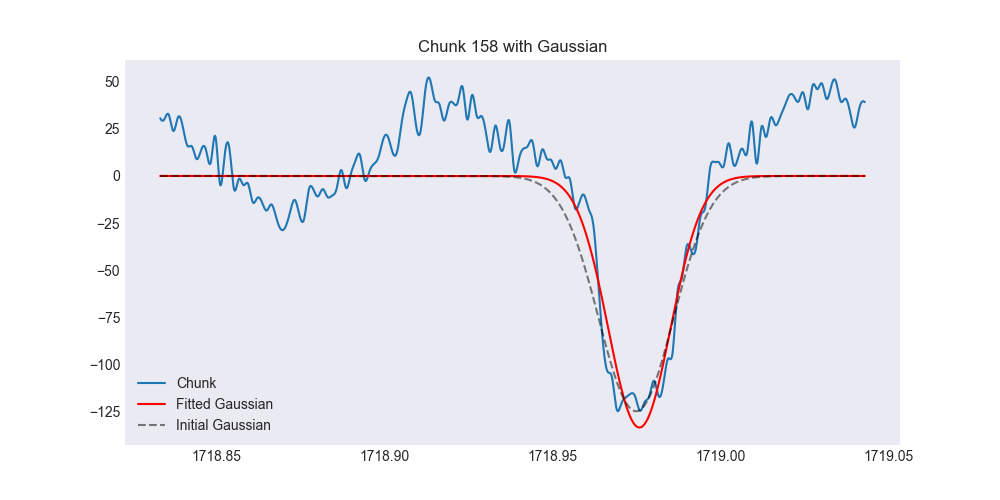 Chunk 158 with Gaussian
50
25
0
−25
−50
−75
−100
−125
Chunk
Fitted Gaussian
Initial Gaussian
1718.85 1718.90 1718.95 1719.00 1719.05